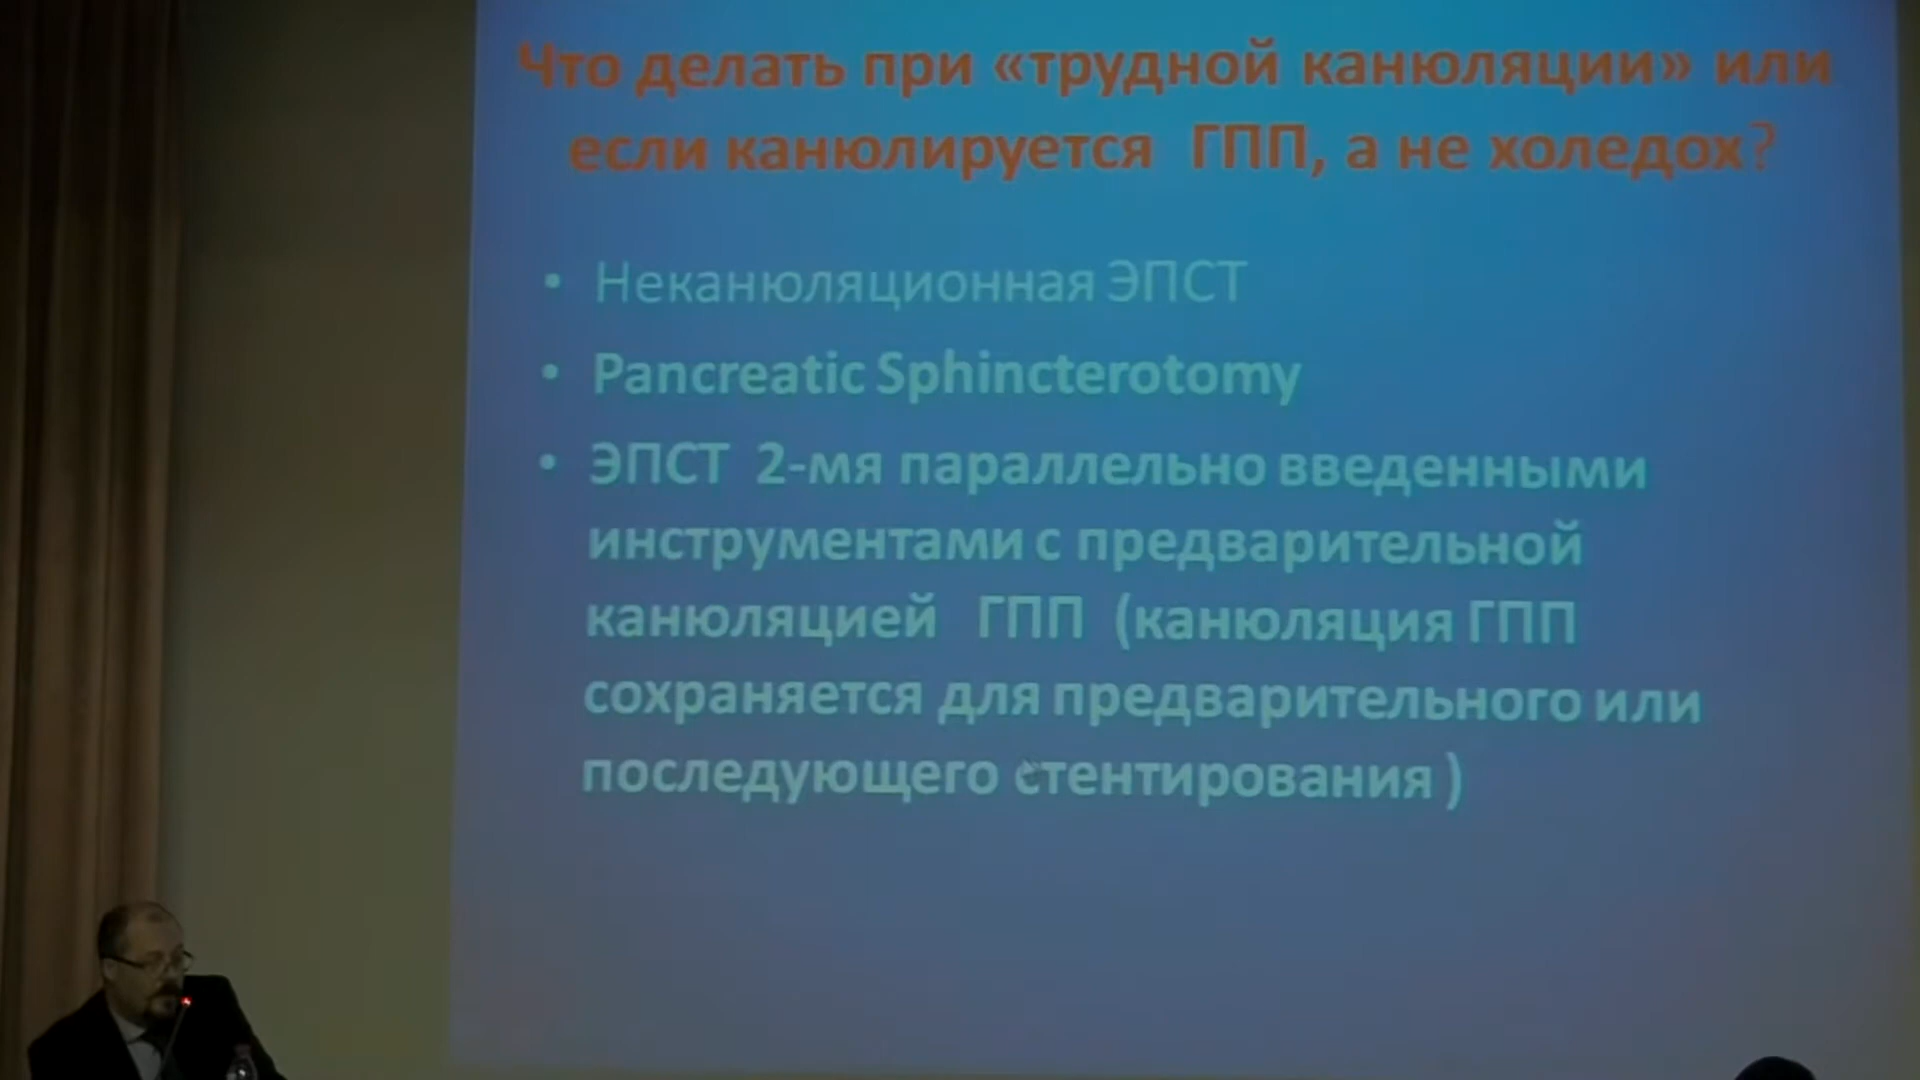 Что делать при «трудной канюляции» или
если канюлируется ГПП, а не холедох?
• Неканюляционная ЭПСТ
• Pancreatic Sphincterotomy
• ЭПСТ 2-мя параллельно введенными
инструментами с предварительной
канюляцией ГПП (канюляция ГПП
сохраняется для предварительного или
последующего стентирования )